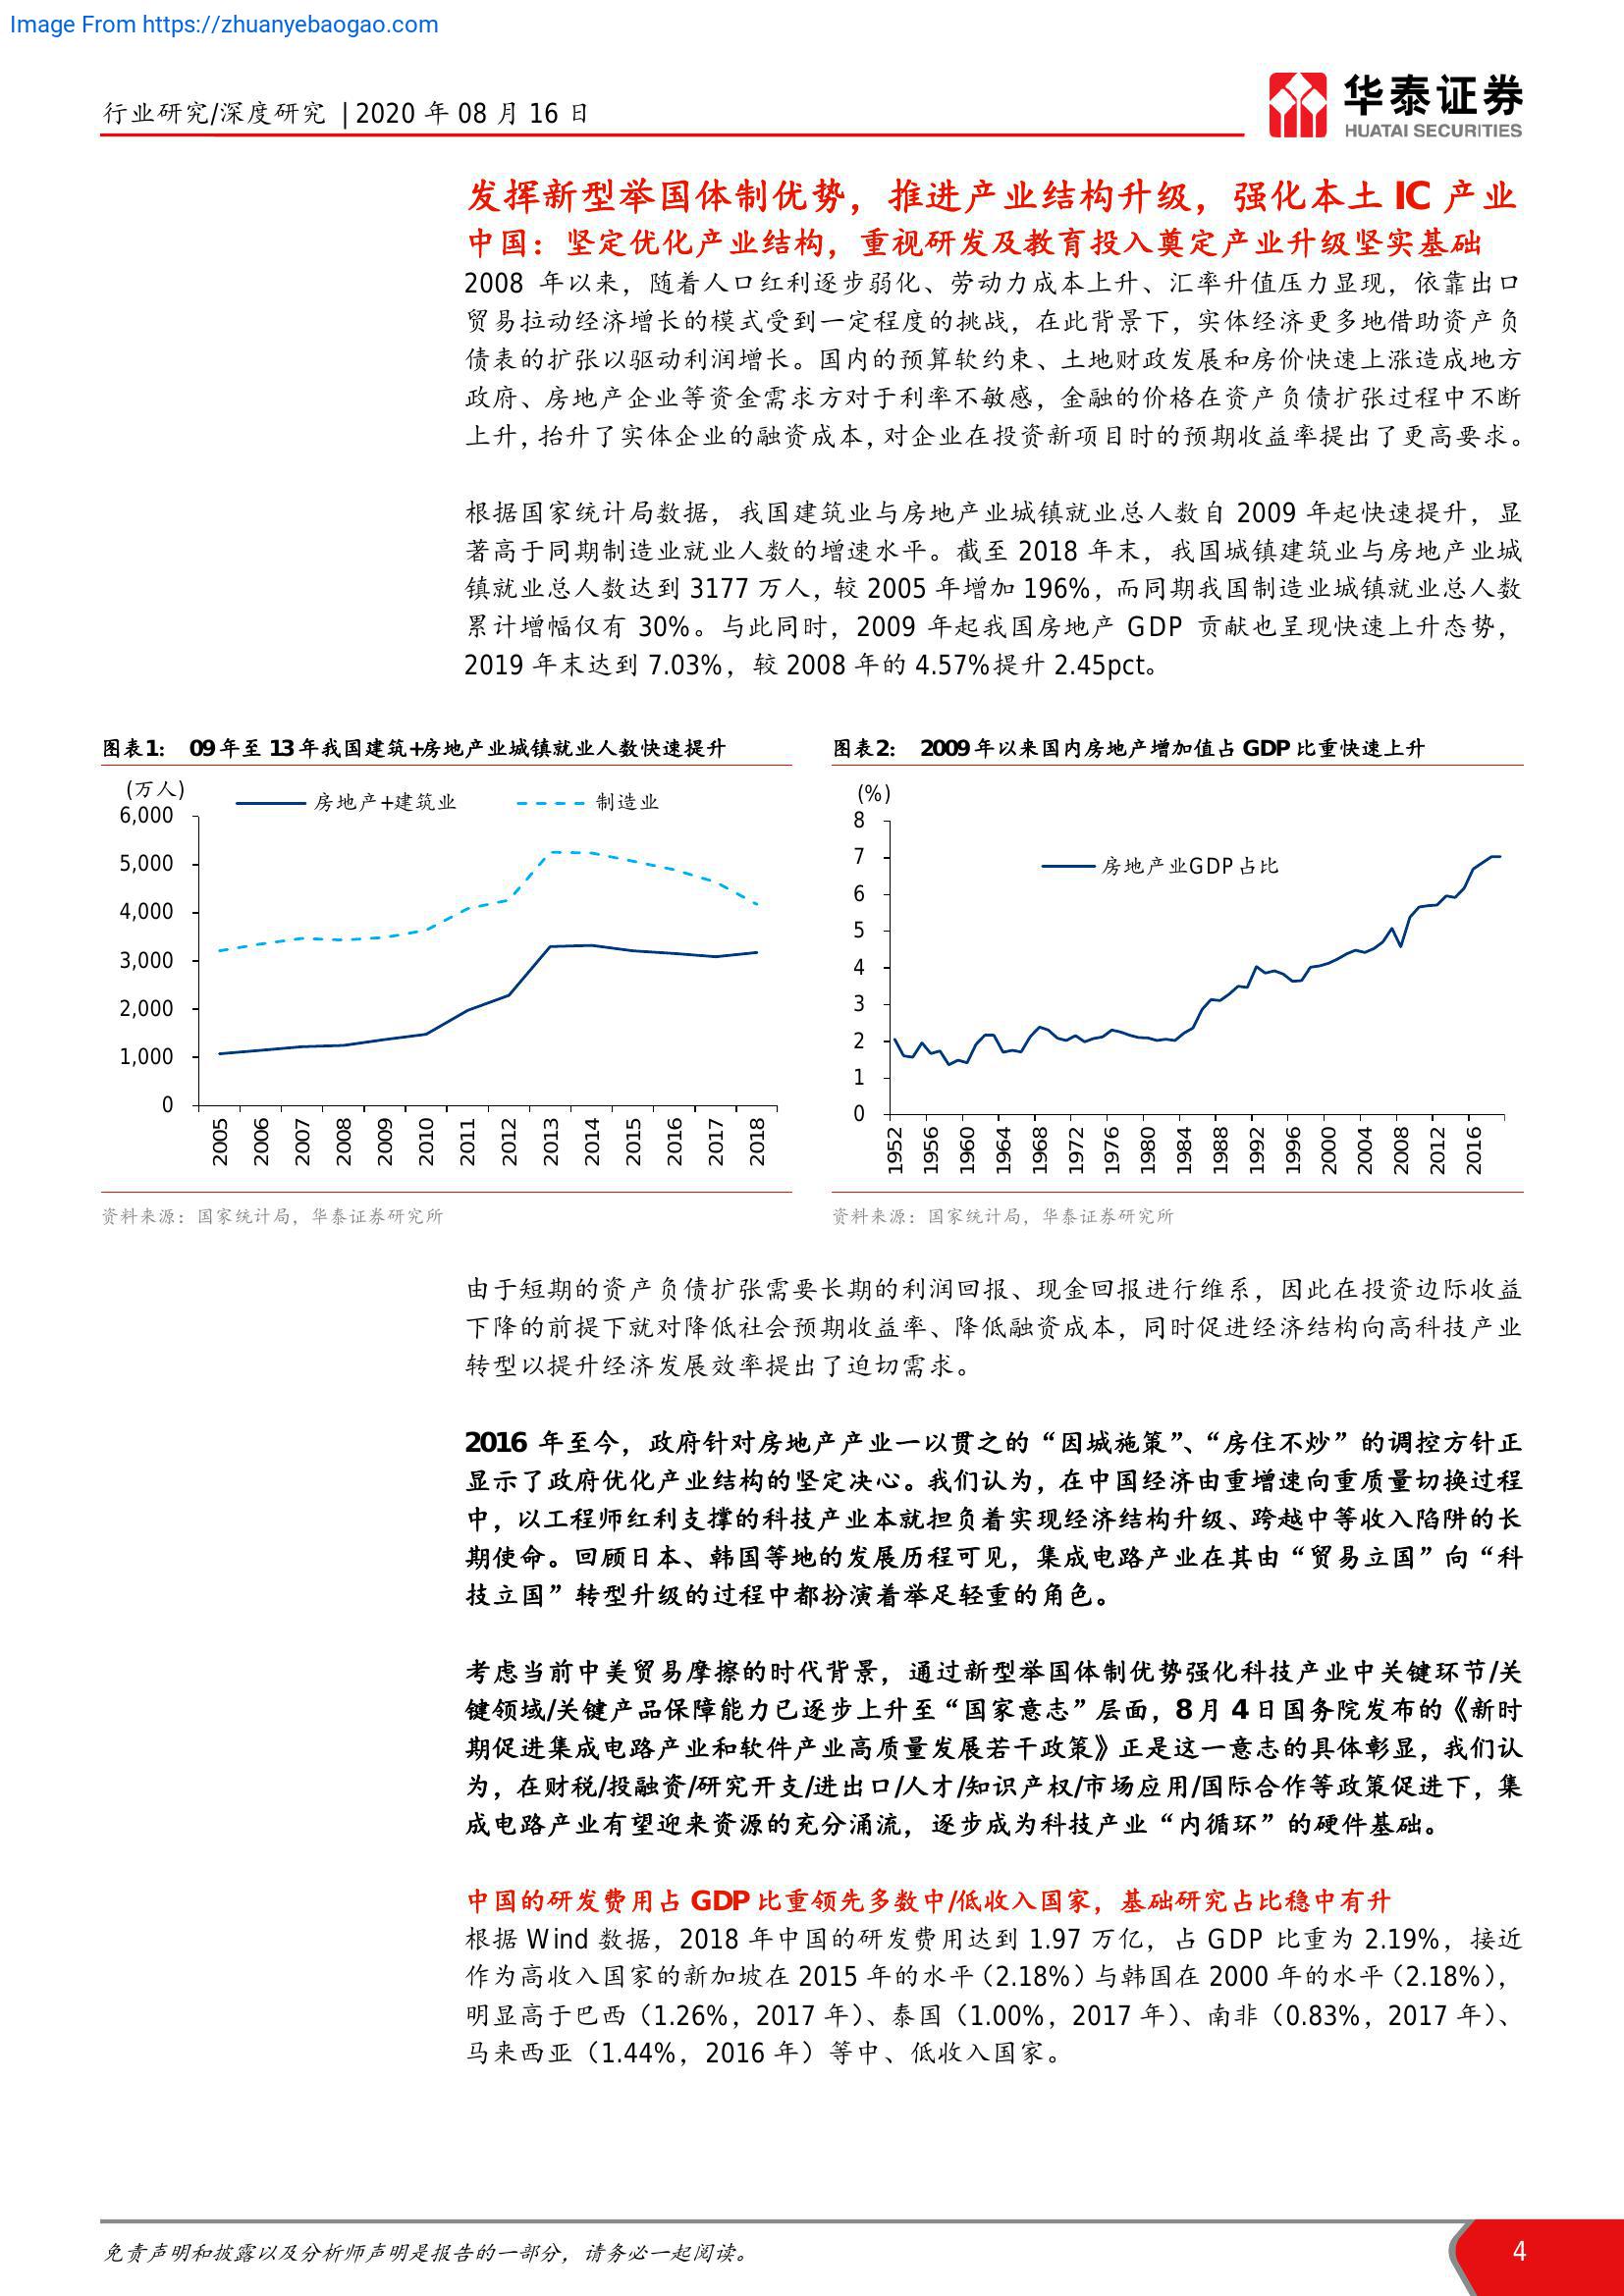 Image From https://zhuanyebaogao.com
行业研究/深度研究 | 2020 年 08 月 16 日
华泰证券
HUATAI SECURITIES
发挥新型举国体制优势，推进产业结构升级，强化本土 IC 产业
中国：坚定优化产业结构，重视研发及教育投入奠定产业升级坚实基础
2008 年以来，随着人口红利逐步弱化、劳动力成本上升、汇率升值压力显现，依靠出口
贸易拉动经济增长的模式受到一定程度的挑战，在此背景下，实体经济更多地借助资产负
债表的扩张以驱动利润增长。国内的预算软约束、土地财政发展和房价快速上涨造成地方
政府、房地产企业等资金需求方对于利率不敏感，金融的价格在资产负债扩张过程中不断
上升，抬升了实体企业的融资成本，对企业在投资新项目时的预期收益率提出了更高要求。
根据国家统计局数据，我国建筑业与房地产业城镇就业总人数自 2009 年起快速提升，显
著高于同期制造业就业人数的增速水平。截至 2018 年末，我国城镇建筑业与房地产业城
镇就业总人数达到 3177 万人，较 2005 年增加 196%，而同期我国制造业城镇就业总人数
累计增幅仅有 30%。与此同时，2009 年起我国房地产 GDP 贡献也呈现快速上升态势，
2019 年末达到 7.03%，较 2008 年的 4.57%提升 2.45pct。
图表1： 09 年至 13 年我国建筑+房地产业城镇就业人数快速提升
(万人)
房地产+建筑业 制造业
6,000
5,000
4,000
3,000
2,000
1,000
0
2005 2006 2007 2008 2009 2010 2011 2012 2013 2014 2015 2016 2017 2018
资料来源：国家统计局，华泰证券研究所
图表2： 2009 年以来国内房地产增加值占 GDP 比重快速上升
(%)
房地产业GDP 占比
8
7
6
5
4
3
2
1
0
1952 1956 1960 1964 1968 1972 1976 1980 1984 1988 1992 1996 2000 2004 2008 2012 2016
资料来源：国家统计局，华泰证券研究所
由于短期的资产负债扩张需要长期的利润回报、现金回报进行维系，因此在投资边际收益
下降的前提下就对降低社会预期收益率、降低融资成本，同时促进经济结构向高科技产业
转型以提升经济发展效率提出了迫切需求。
2016 年至今，政府针对房地产产业一以贯之的“因城施策”、“房住不炒”的调控方针正
显示了政府优化产业结构的坚定决心。我们认为，在中国经济由重增速向重质量切换过程
中，以工程师红利支撑的科技产业本就担负着实现经济结构升级、跨越中等收入陷阱的长
期使命。回顾日本、韩国等地的发展历程可见，集成电路产业在其由“贸易立国”向“科
技立国”转型升级的过程中都扮演着举足轻重的角色。
考虑当前中美贸易摩擦的时代背景，通过新型举国体制优势强化科技产业中关键环节/关
键领域/关键产品保障能力已逐步上升至“国家意志”层面，8 月 4 日国务院发布的《新时
期促进集成电路产业和软件产业高质量发展若干政策》正是这一意志的具体彰显，我们认
为，在财税/投融资/研究开支/进出口/人才/知识产权/市场应用/国际合作等政策促进下，集
成电路产业有望迎来资源的充分涌流，逐步成为科技产业“内循环”的硬件基础。
中国的研发费用占 GDP 比重领先多数中/低收入国家，基础研究占比稳中有升
根据 Wind 数据，2018 年中国的研发费用达到 1.97 万亿，占 GDP 比重为 2.19%，接近
作为高收入国家的新加坡在 2015 年的水平（2.18%）与韩国在 2000 年的水平（2.18%），
明显高于巴西（1.26%，2017 年）、泰国（1.00%，2017 年）、南非（0.83%，2017 年）、
马来西亚（1.44%，2016 年）等中、低收入国家。
免责声明和披露以及分析师声明是报告的一部分，请务必一起阅读。
4